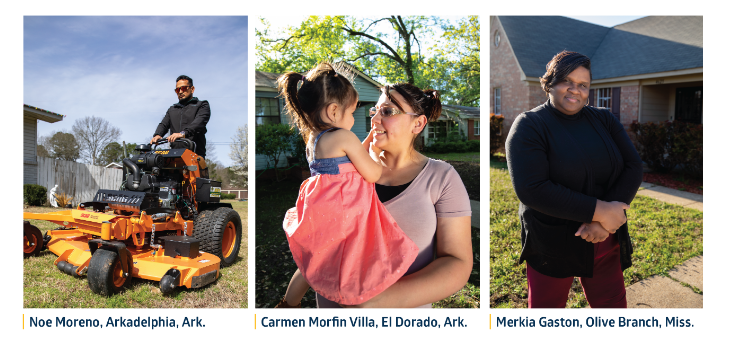 Noe Moreno, Arkadelphia, Ark.
Carmen Morfin Villa, El Dorado, Ark.
Merkia Gaston, Olive Branch, Miss.